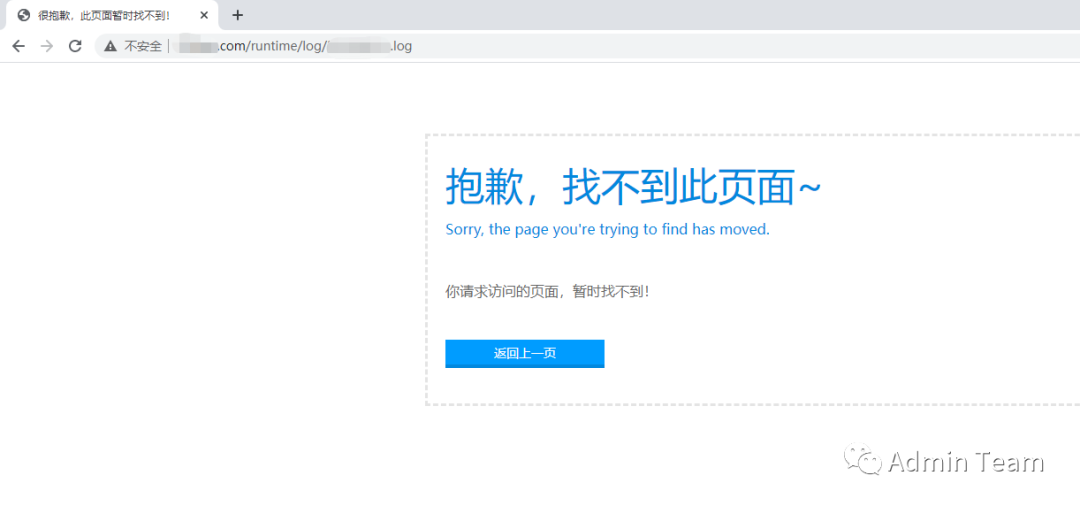 很抱歉，此页面暂时找不到！
不安全 .com/runtime/log/ .log
抱歉，找不到此页面~
Sorry, the page you're trying to find has moved.
你请求访问的页面，暂时找不到！
返回上一页
Admin Team